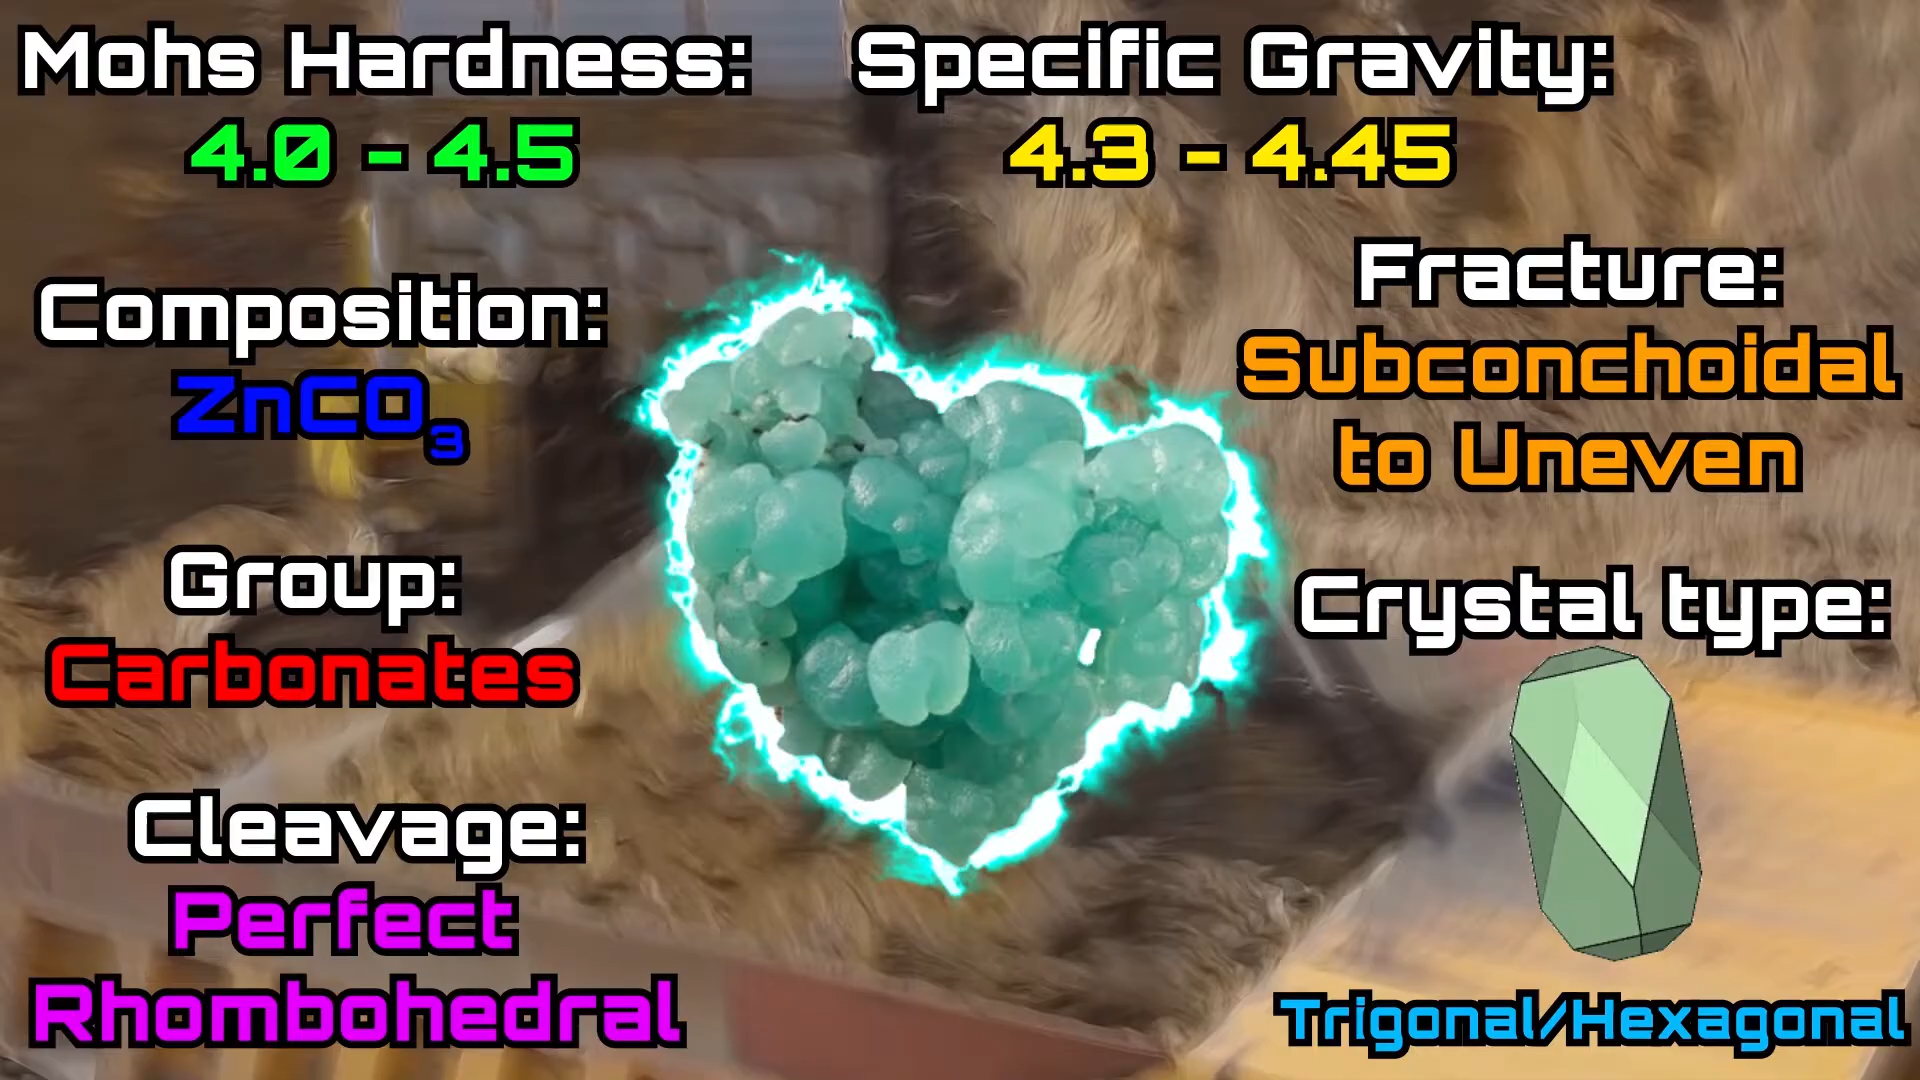 Mohs Hardness:
4.0 - 4.5
Specific Gravity:
4.3 - 4.45
Composition:
ZnCO₃
Fracture:
Subconchoidal
to Uneven
Group:
Carbonates
Crystal type:
Trigonal/Hexagonal
Cleavage:
Perfect
Rhombohedral